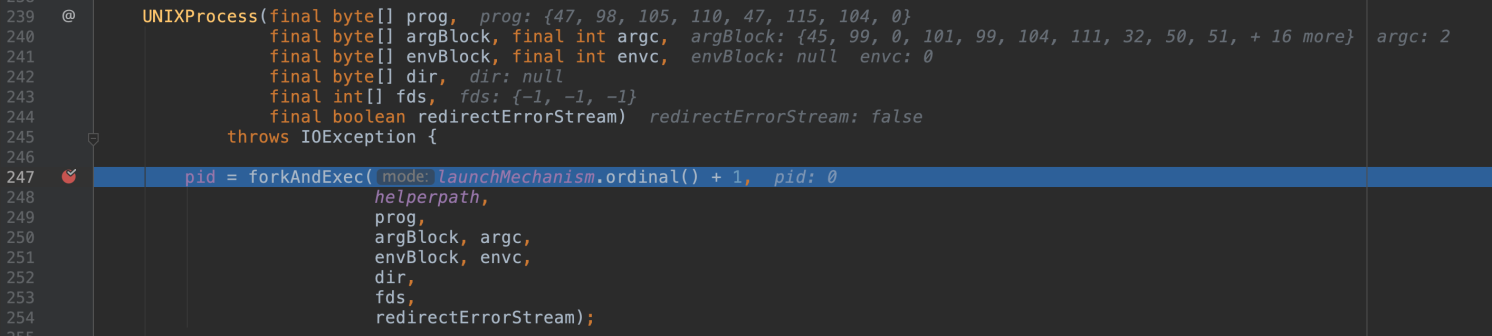 239 @ UNIXProcess(final byte[] prog, prog: {47, 98, 105, 110, 47, 115, 104, 0}
240 final byte[] argBlock, final int argc, argBlock: {45, 99, 0, 101, 99, 104, 111, 32, 50, 51, + 16 more} argc: 2
241 final byte[] envBlock, final int envc, envBlock: null envc: 0
242 final byte[] dir, dir: null
243 final int[] fds, fds: {-1, -1, -1}
244 final boolean redirectErrorStream) redirectErrorStream: false
245 throws IOException {
246
247 pid = forkAndExec( mode: launchMechanism.ordinal() + 1, pid: 0
248 helperpath,
249 prog,
250 argBlock, argc,
251 envBlock, envc,
252 dir,
253 fds,
254 redirectErrorStream);